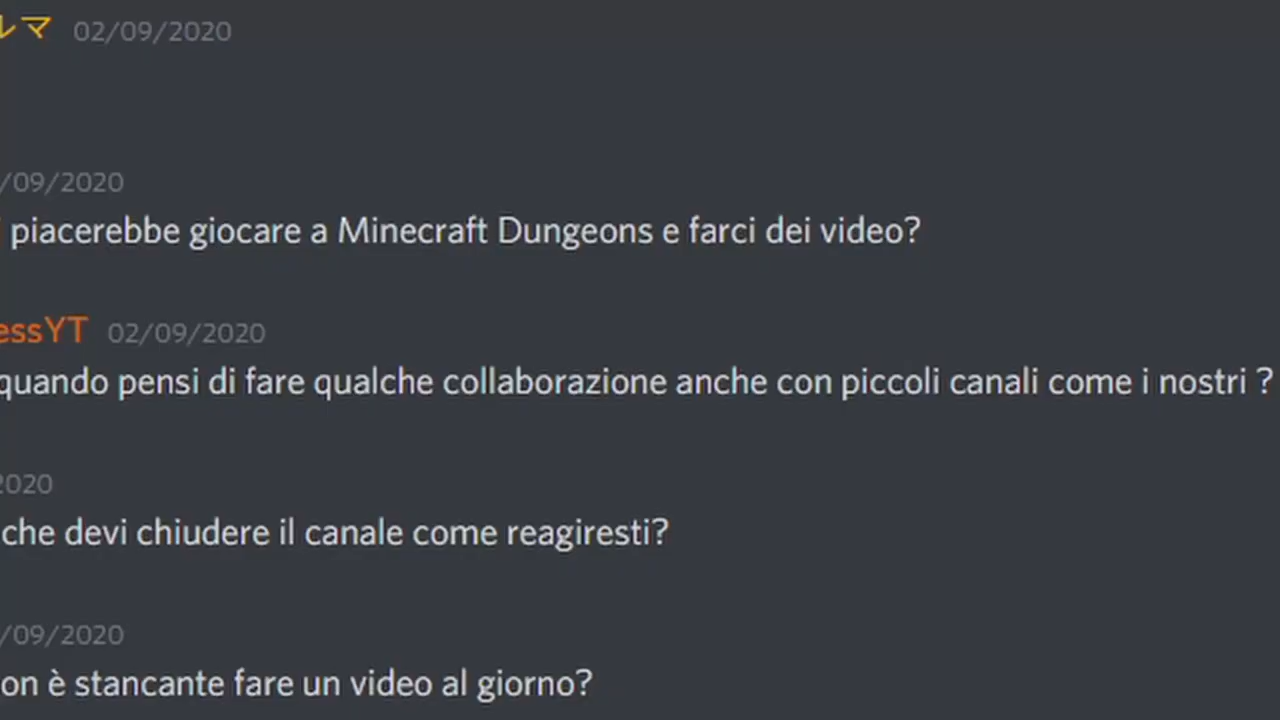 ルマ 02/09/2020
/09/2020
piacerebbe giocare a Minecraft Dungeons e farci dei video?
essYT 02/09/2020
quando pensi di fare qualche collaborazione anche con piccoli canali come i nostri ?
2020
che devi chiudere il canale come reagiresti?
/09/2020
on è stancante fare un video al giorno?